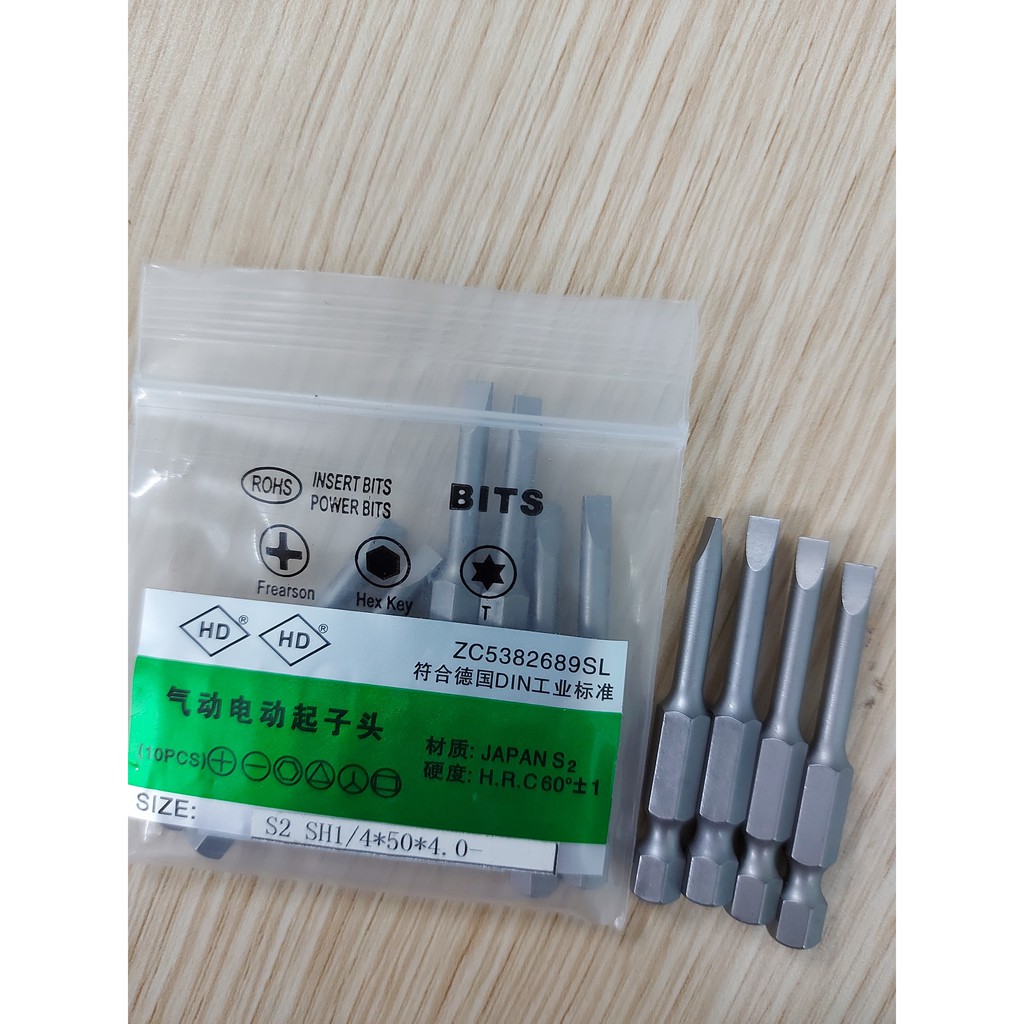 ROHS
INSERT BITS
POWER BITS
BITS
Frearson
Hex Key
T
HD ® HD ®
ZC5382689SL
符合德国DIN工业标准
气动电动起子头
(10PCS)
材质: JAPAN S2
硬度: H.R.C 60°±1
SIZE:
S2 SH1/4*50*4.0-